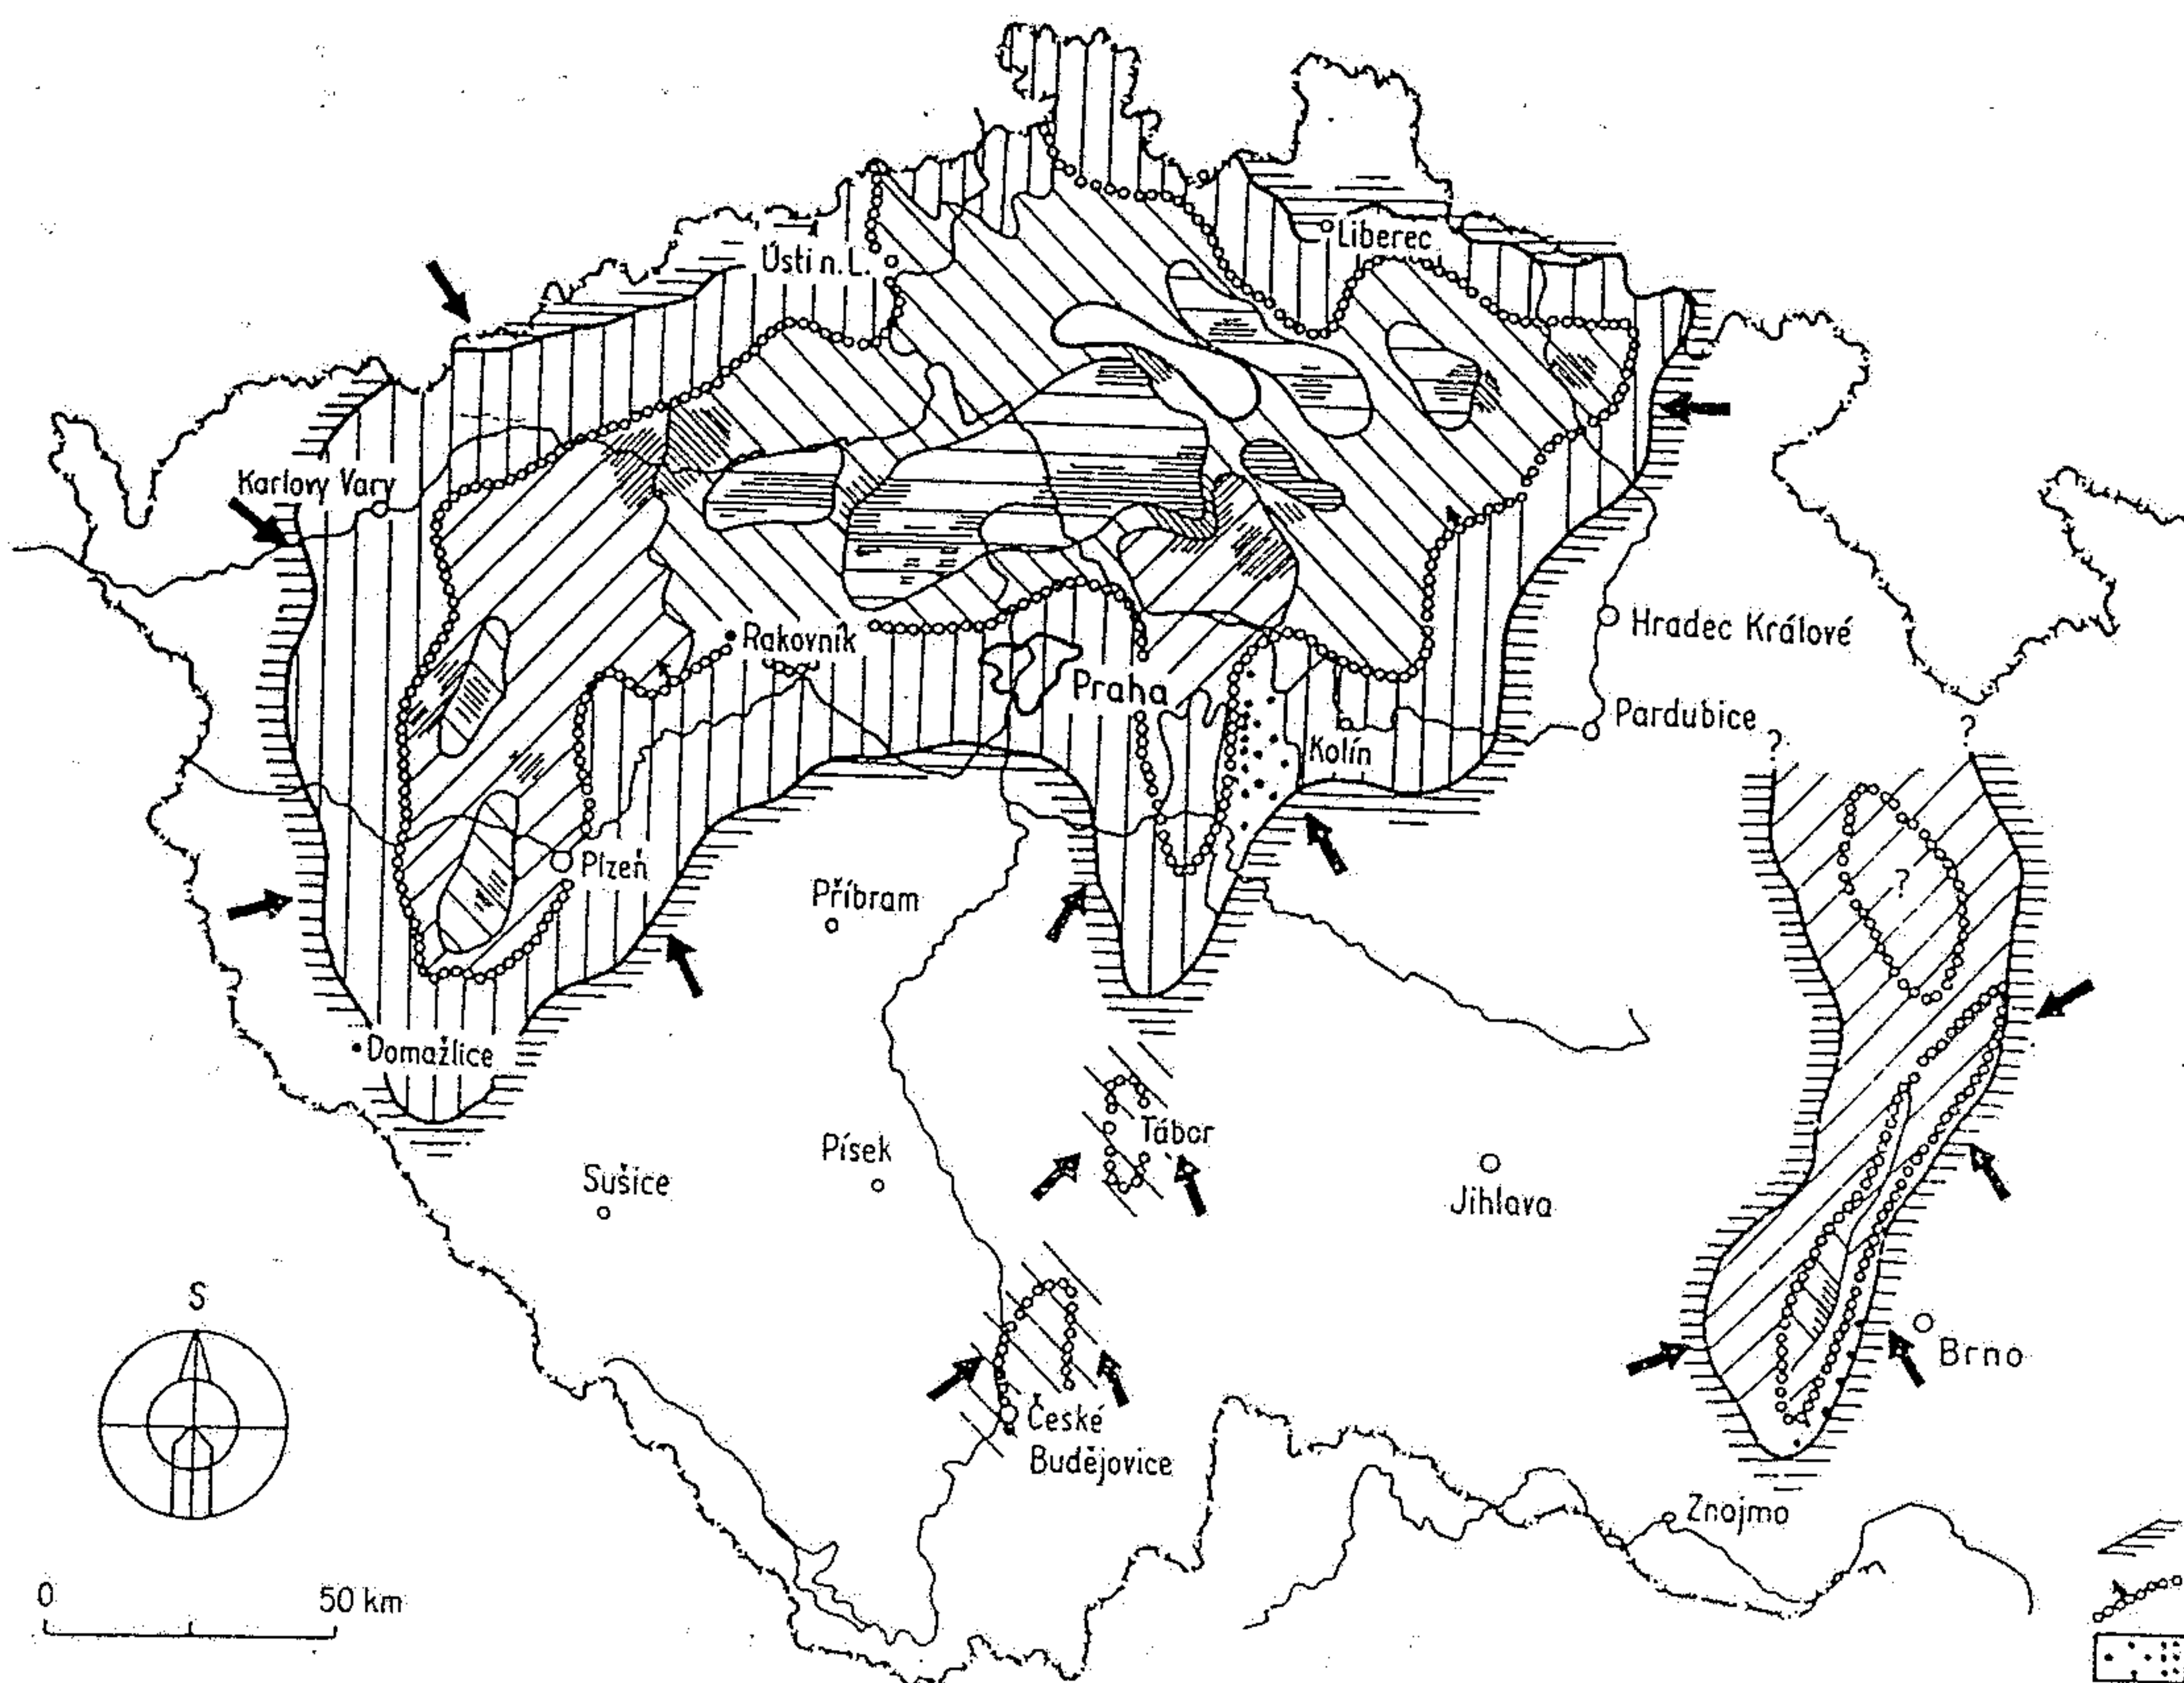 Ústí n. L.
Liberec
Karlovy Vary
Rakovník
Praha
Hradec Králové
Pardubice
Kolín
?
?
Plzeň
Příbram
?
Domažlice
Tábor
Písek
Sušice
Jihlava
S
Brno
České
Budějovice
Znojmo
0 50 km